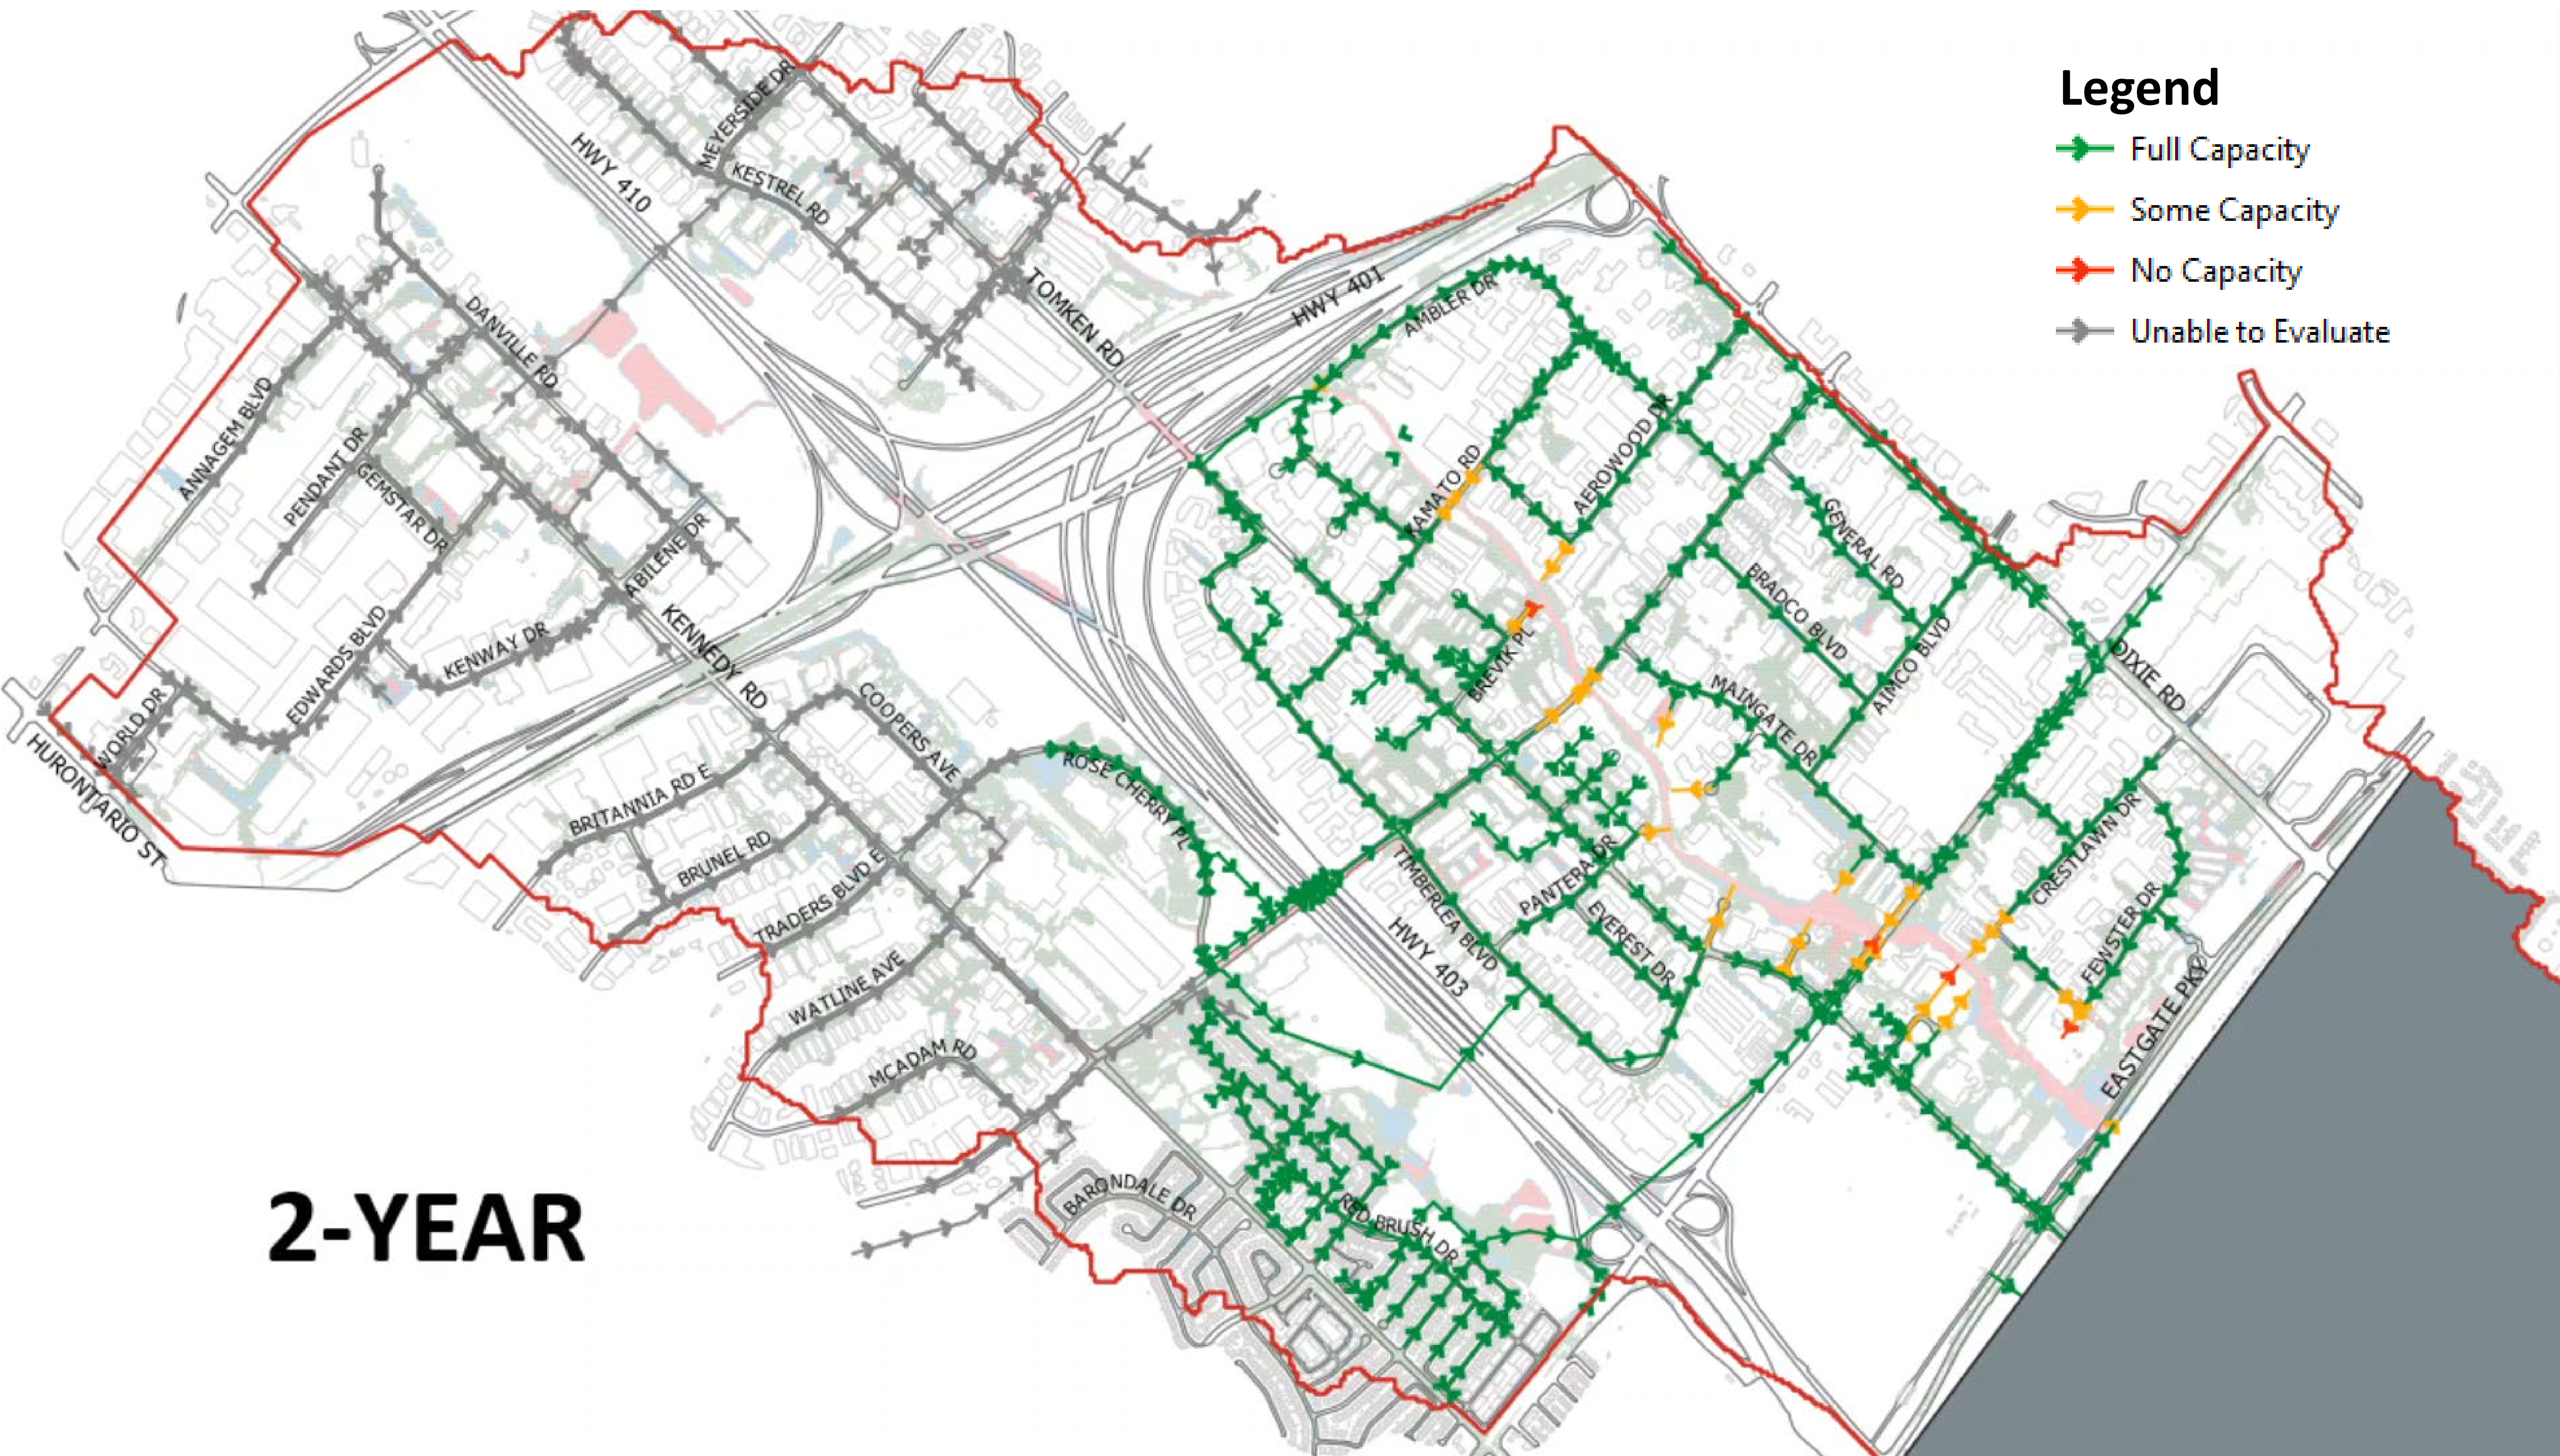 Legend
Full Capacity
Some Capacity
No Capacity
Unable to Evaluate
MEYERSIDE DR
HWY 410
KESTREL RD
TOMKEN RD
HWY 401
AMBLER DR
DANVILLE RD
ANNAGEM BLVD
PENDANT DR
GEMSTAR DR
KAMATO RD
AEROWOOD DR
GENERAL RD
ABILENE DR
BRADCO BLVD
EDWARDS BLVD
KENWAY DR
KENNEDY RD
BREVIK PL
AIMCO BLVD
DIXIE RD
WORLD DR
COOPERS AVE
MAINGATE DR
HURONTARIO ST
ROSE CHERRY PL
BRITANNIA RD E
BRUNEL RD
TRADERS BLVD E
TIMBERLEA BLVD
PANTERA DR
CRESTLAWN DR
EVEREST DR
FEWSTER DR
HWY 403
WATLINE AVE
EASTGATE PKY
MCADAM RD
BARONDALE DR
RED BRUSH DR
2-YEAR